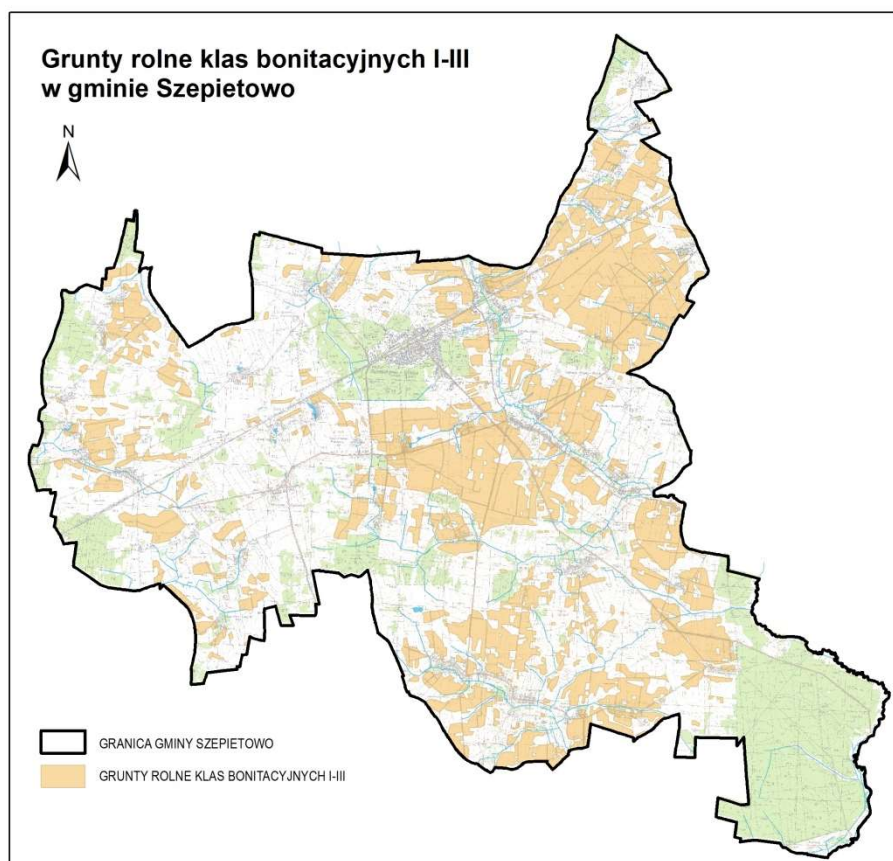 Grunty rolne klas bonitacyjnych I-III
w gminie Szepietowo
N
GRANICA GMINY SZEPIETOWO
GRUNTY ROLNE KLAS BONITACYJNYCH I-III